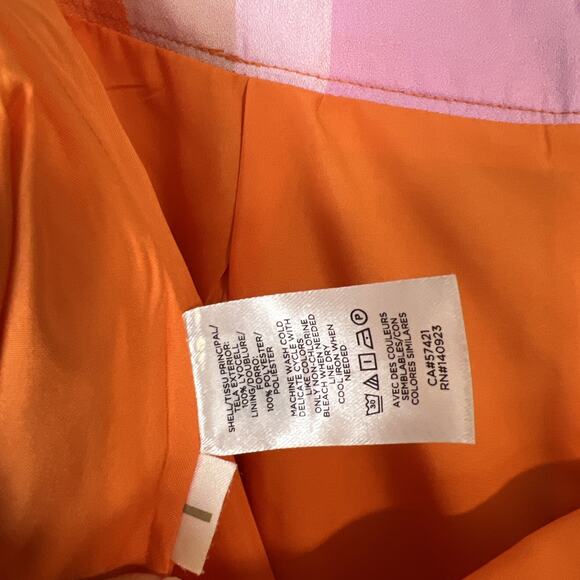 SHELL/TISSU PRINCIPAL/
TELA EXTERIOR:
100% LYOCELL
LINING/DOUBLURE/
FORRO:
100% POLYESTER/
POLIESTER
MACHINE WASH COLD
DELICATE CYCLE WITH
LIKE COLORS
ONLY NON-CHLORINE
BLEACH WHEN NEEDED
LINE DRY
COOL IRON WHEN
NEEDED
30 P
AVEC DES COULEURS
SEMBLABLES/CON
COLORES SIMILARES
CA#57421
RN#140923